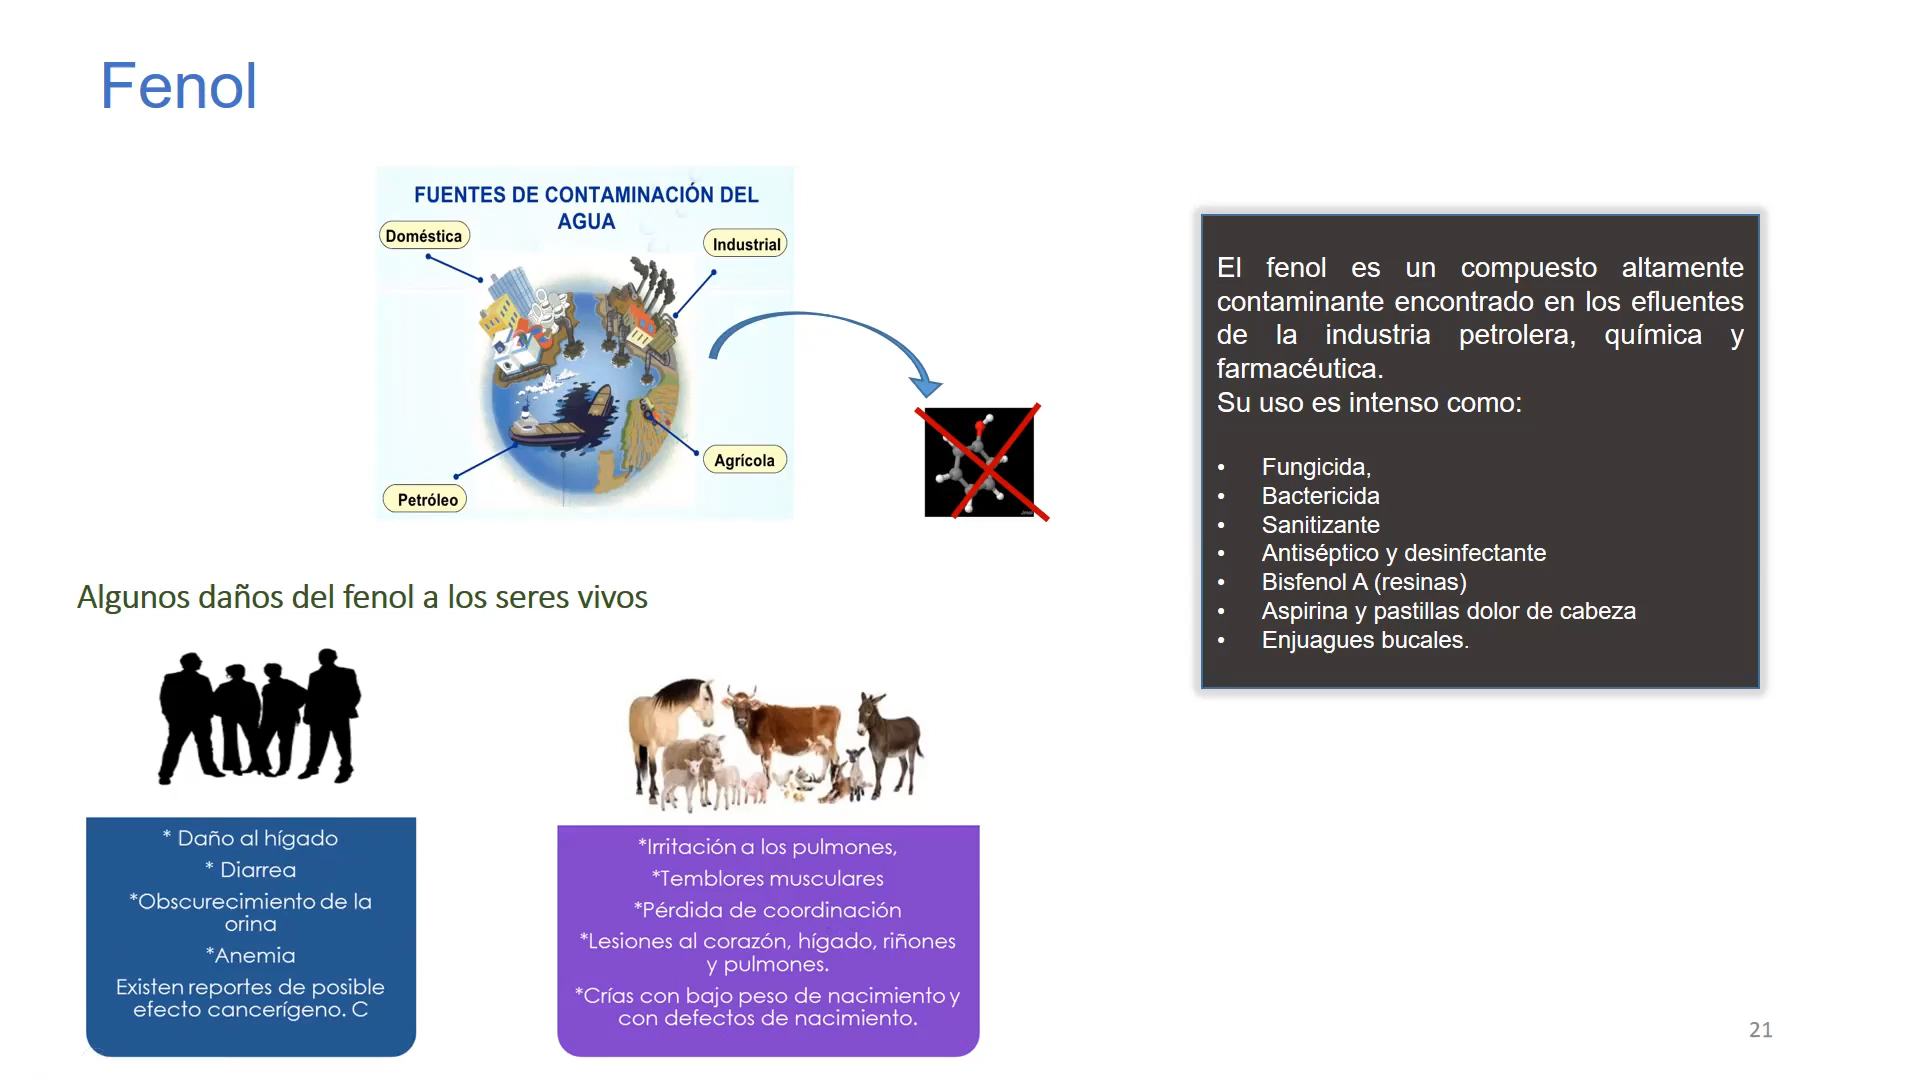 Fenol
FUENTES DE CONTAMINACIÓN DEL
AGUA
Doméstica
Industrial
Agrícola
Petróleo
El fenol es un compuesto altamente
contaminante encontrado en los efluentes
de la industria petrolera, química y
farmacéutica.
Su uso es intenso como:
• Fungicida,
• Bactericida
• Sanitizante
• Antiséptico y desinfectante
• Bisfenol A (resinas)
• Aspirina y pastillas dolor de cabeza
• Enjuagues bucales.
Algunos daños del fenol a los seres vivos
* Daño al hígado
* Diarrea
*Obscurecimiento de la
orina
*Anemia
Existen reportes de posible
efecto cancerígeno. C
*Irritación a los pulmones,
*Temblores musculares
*Pérdida de coordinación
*Lesiones al corazón, hígado, riñones
y pulmones.
*Crías con bajo peso de nacimiento y
con defectos de nacimiento.
21